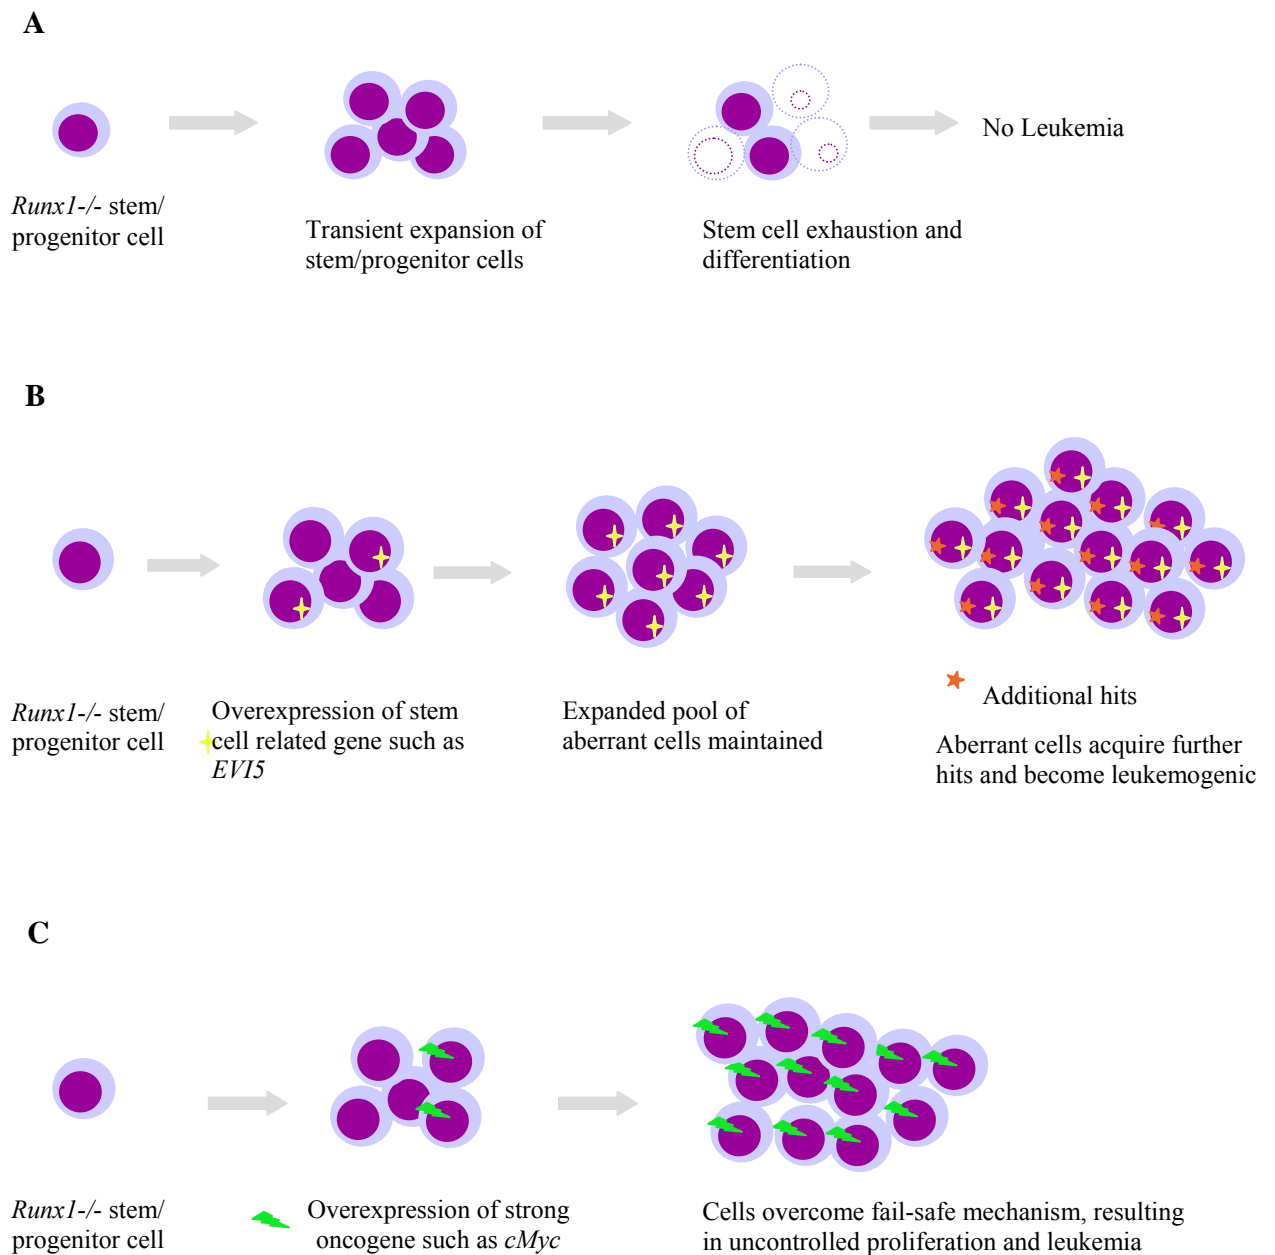 A
No Leukemia
Runx1-/- stem/
progenitor cell
Transient expansion of
stem/progenitor cells
Stem cell exhaustion and
differentiation
B
Runx1-/- stem/
progenitor cell
Overexpression of stem
cell related gene such as
EVI5
Expanded pool of
aberrant cells maintained
Additional hits
Aberrant cells acquire further
hits and become leukemogenic
C
Runx1-/- stem/
progenitor cell
Overexpression of strong
oncogene such as cMyc
Cells overcome fail-safe mechanism, resulting
in uncontrolled proliferation and leukemia